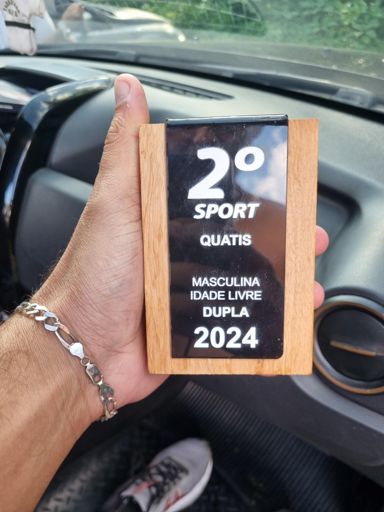 2º
SPORT
QUATIS
MASCULINA
IDADE LIVRE
DUPLA
2024